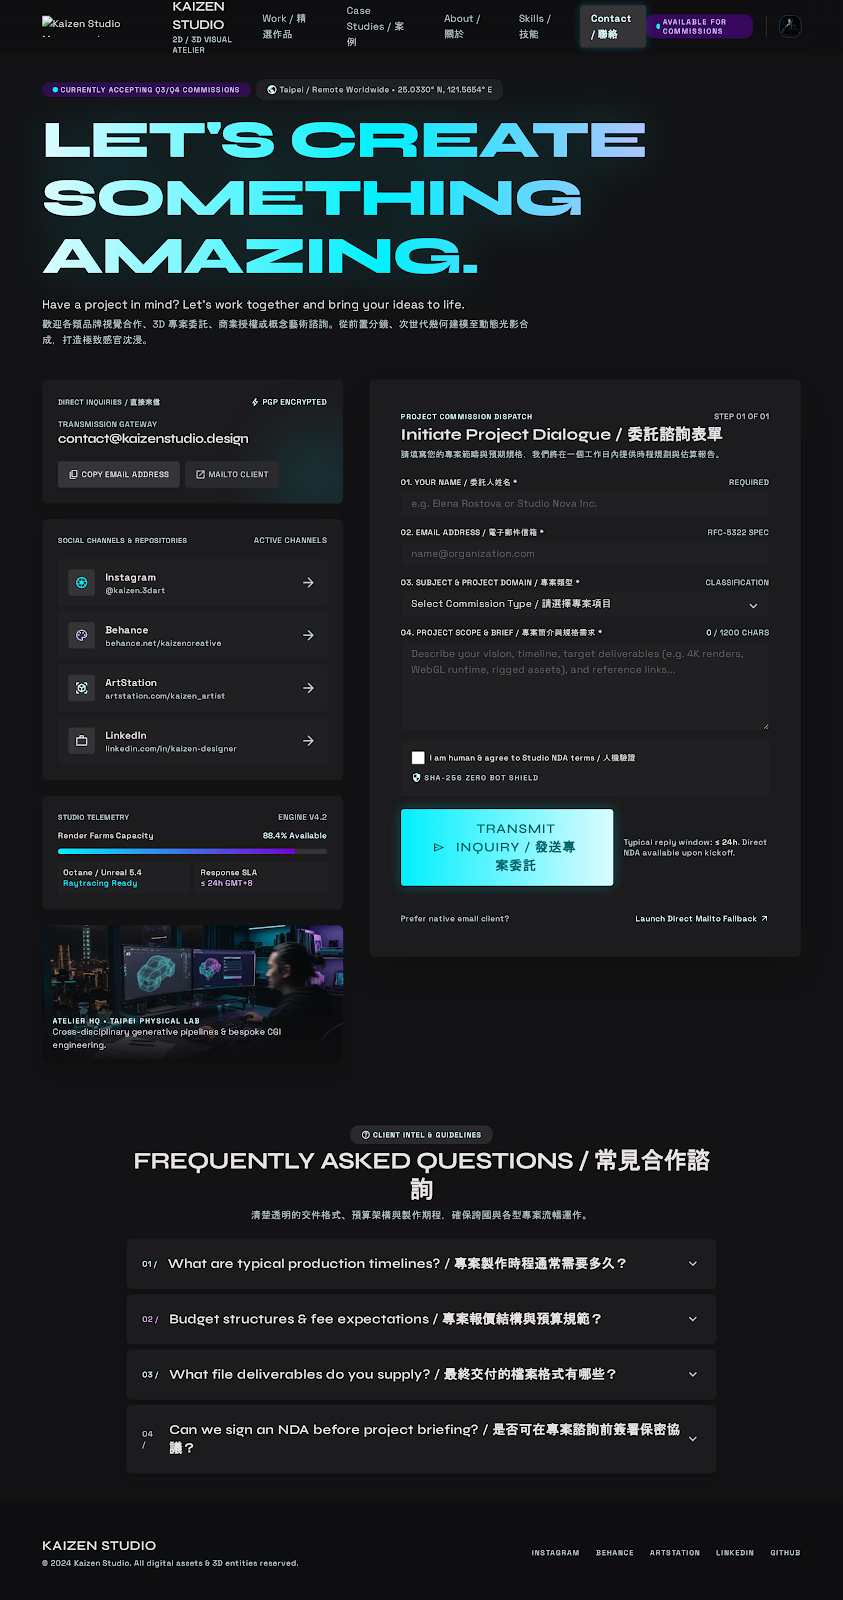 Kaizen Studio
KAIZEN
STUDIO
2D / 3D VISUAL
ATELIER
Work / 精
選作品
Case
Studies / 案
例
About /
關於
Skills /
技能
Contact
/ 聯絡
AVAILABLE FOR
COMMISSIONS
CURRENTLY ACCEPTING Q3/Q4 COMMISSIONS
Taipei / Remote Worldwide • 25.0330° N, 121.5654° E
LET'S CREATE
SOMETHING
AMAZING.
Have a project in mind? Let's work together and bring your ideas to life.
歡迎各類品牌視覺合作、3D 專案委託、商業授權或概念藝術諮詢。從前置分鏡、次世代幾何建模至動態光影合
成，打造極致感官沈浸。
DIRECT INQUIRIES / 直接來信
PGP ENCRYPTED
TRANSMISSION GATEWAY
contact@kaizenstudio.design
COPY EMAIL ADDRESS
MAILTO CLIENT
SOCIAL CHANNELS & REPOSITORIES
ACTIVE CHANNELS
Instagram
@kaizen.3dart
Behance
behance.net/kaizencreative
ArtStation
artstation.com/kaizen_artist
LinkedIn
linkedin.com/in/kaizen-designer
STUDIO TELEMETRY
ENGINE V4.2
Render Farms Capacity
88.4% Available
Octane / Unreal 5.4
Raytracing Ready
Response SLA
≤ 24h GMT+8
ATELIER HQ • TAIPEI PHYSICAL LAB
Cross-disciplinary generative pipelines & bespoke CGI
engineering.
PROJECT COMMISSION DISPATCH
STEP 01 OF 01
Initiate Project Dialogue / 委託諮詢表單
請填寫您的專案範疇與預期規格，我們將在一個工作日內提供時程規劃與估算報告。
01. YOUR NAME / 委託人姓名 *
REQUIRED
e.g. Elena Rostova or Studio Nova Inc.
02. EMAIL ADDRESS / 電子郵件信箱 *
RFC-5322 SPEC
name@organization.com
03. SUBJECT & PROJECT DOMAIN / 專案類型 *
CLASSIFICATION
Select Commission Type / 請選擇專案項目
04. PROJECT SCOPE & BRIEF / 專案簡介與規格需求 *
0 / 1200 CHARS
Describe your vision, timeline, target deliverables (e.g. 4K renders,
WebGL runtime, rigged assets), and reference links...
I am human & agree to Studio NDA terms / 人機驗證
SHA-256 ZERO BOT SHIELD
TRANSMIT
INQUIRY / 發送專
案委託
Typical reply window: ≤ 24h. Direct
NDA available upon kickoff.
Prefer native email client?
Launch Direct Mailto Fallback
CLIENT INTEL & GUIDELINES
FREQUENTLY ASKED QUESTIONS / 常見合作諮
詢
清楚透明的交件格式、預算架構與製作期程，確保跨國與各型專案流暢運作。
01 /
What are typical production timelines? / 專案製作時程通常需要多久？
02 /
Budget structures & fee expectations / 專案報價結構與預算規範？
03 /
What file deliverables do you supply? / 最終交付的檔案格式有哪些？
04
/
Can we sign an NDA before project briefing? / 是否可在專案諮詢前簽署保密協
議？
KAIZEN STUDIO
© 2024 Kaizen Studio. All digital assets & 3D entities reserved.
INSTAGRAM
BEHANCE
ARTSTATION
LINKEDIN
GITHUB